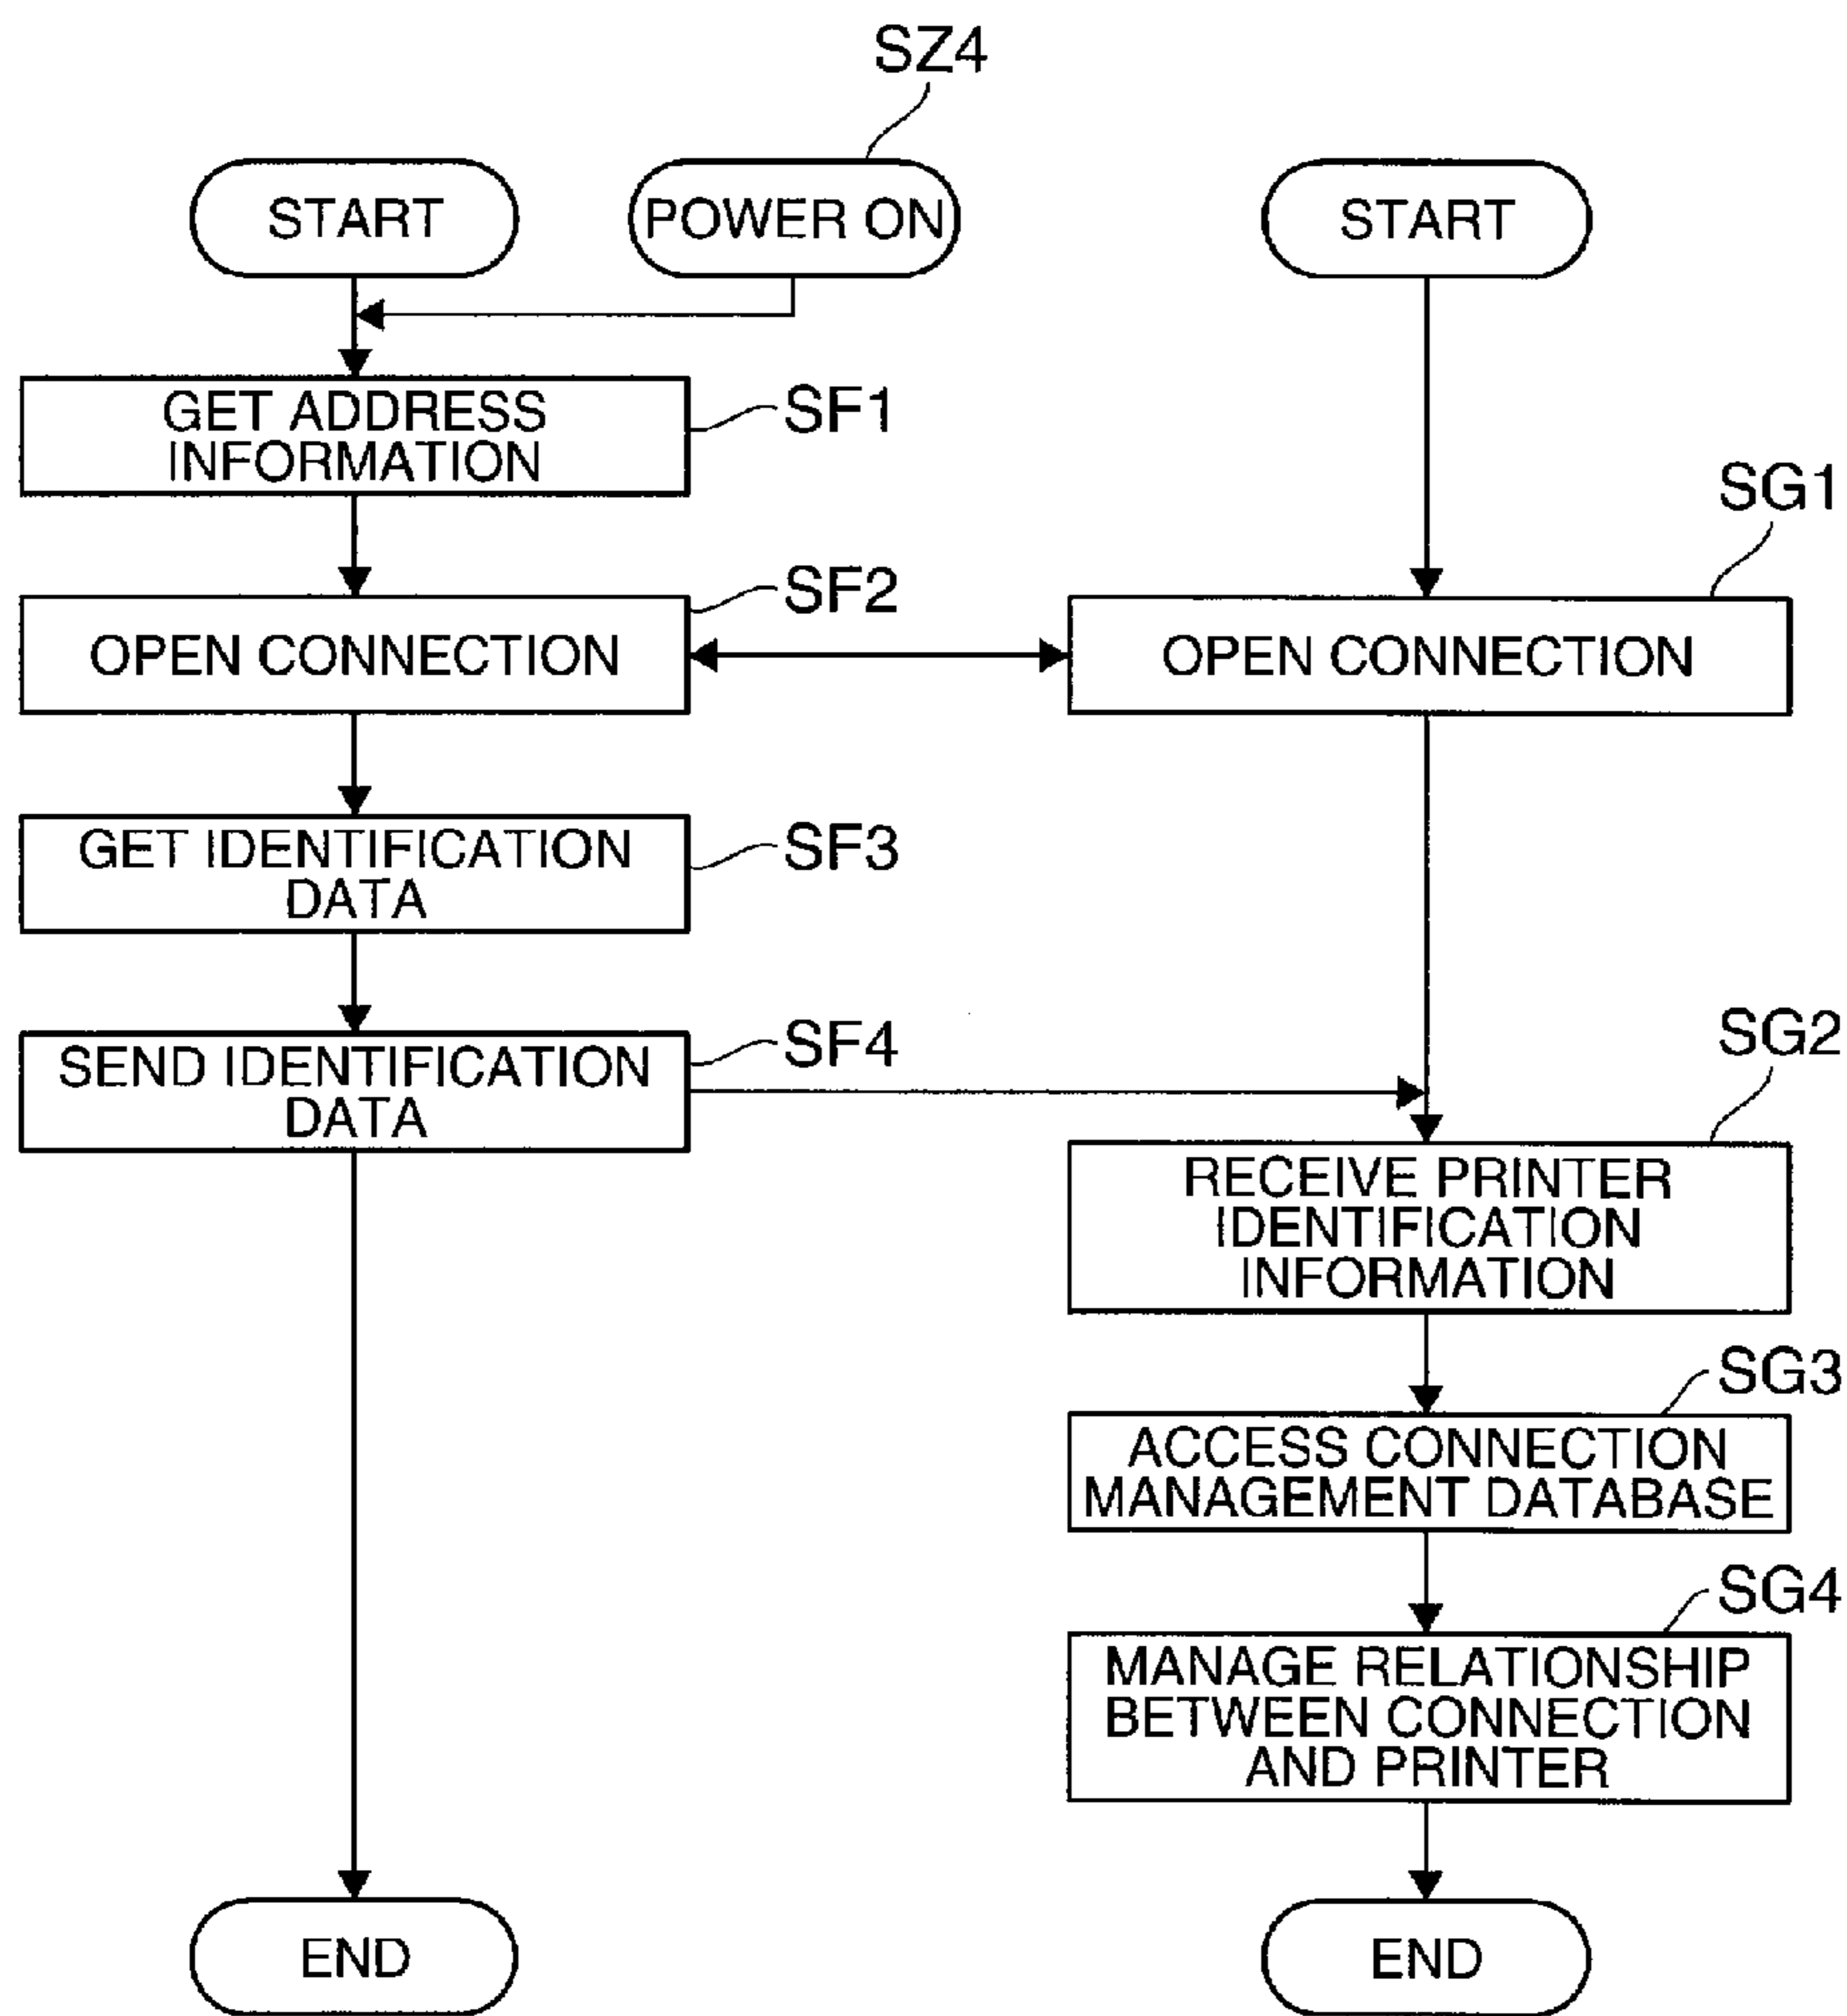 SZ4
START
POWER ON
START
GET ADDRESS
INFORMATION
SF1
SG1
OPEN CONNECTION
SF2
OPEN CONNECTION
GET IDENTIFICATION
DATA
SF3
SEND IDENTIFICATION
DATA
SF4
SG2
RECEIVE PRINTER
IDENTIFICATION
INFORMATION
SG3
ACCESS CONNECTION
MANAGEMENT DATABASE
SG4
MANAGE RELATIONSHIP
BETWEEN CONNECTION
AND PRINTER
END
END